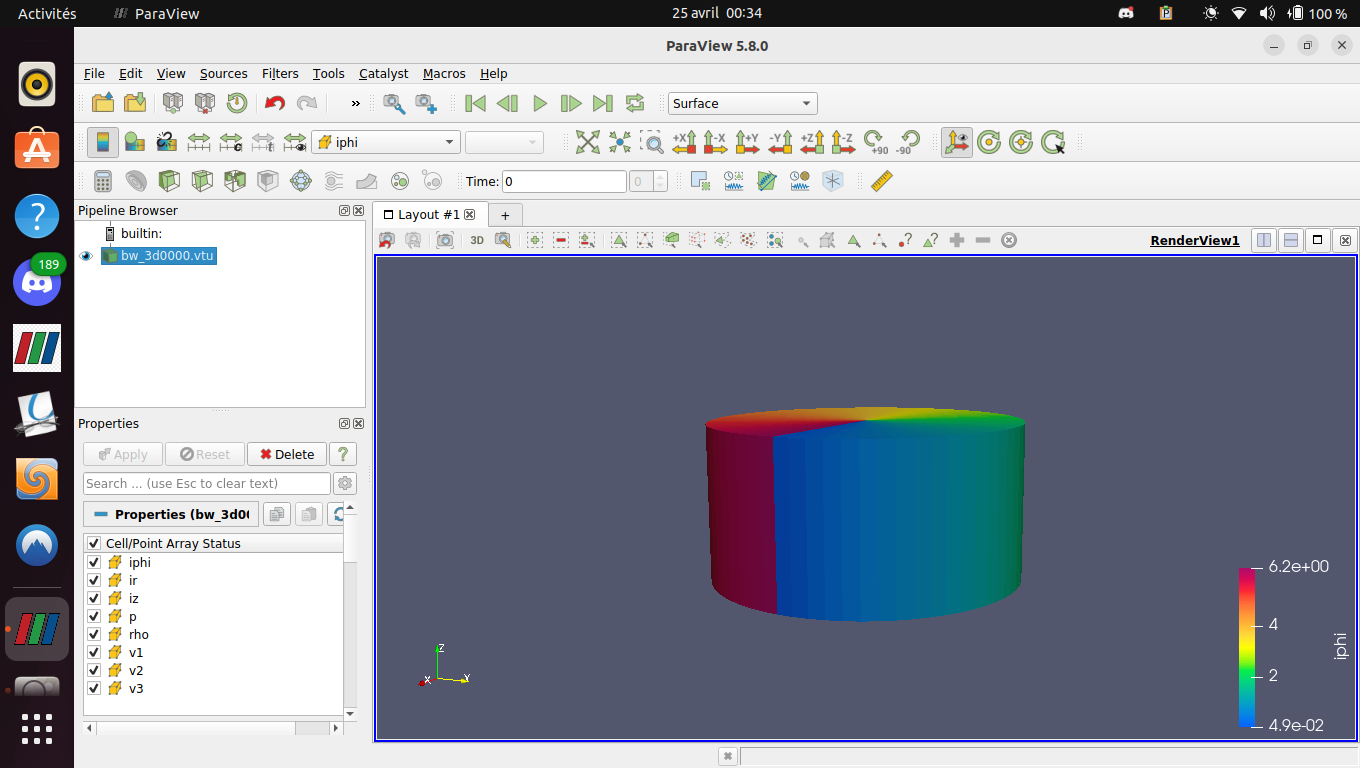 Activités ParaView 25 avril 00:34 100 %
ParaView 5.8.0
File Edit View Sources Filters Tools Catalyst Macros Help
» Surface
iphi +X -X +Y -Y +Z -Z +90 -90
Time: 0 0
Pipeline Browser
builtin:
bw_3d0000.vtu
189
Layout #1 +
3D RenderView1
Properties
Apply Reset Delete ?
Search ... (use Esc to clear text)
Properties (bw_3d0
Cell/Point Array Status
iphi
ir
iz
p
rho
v1
v2
v3
Z
X
Y
6.2e+00
4
2
4.9e-02
iphi